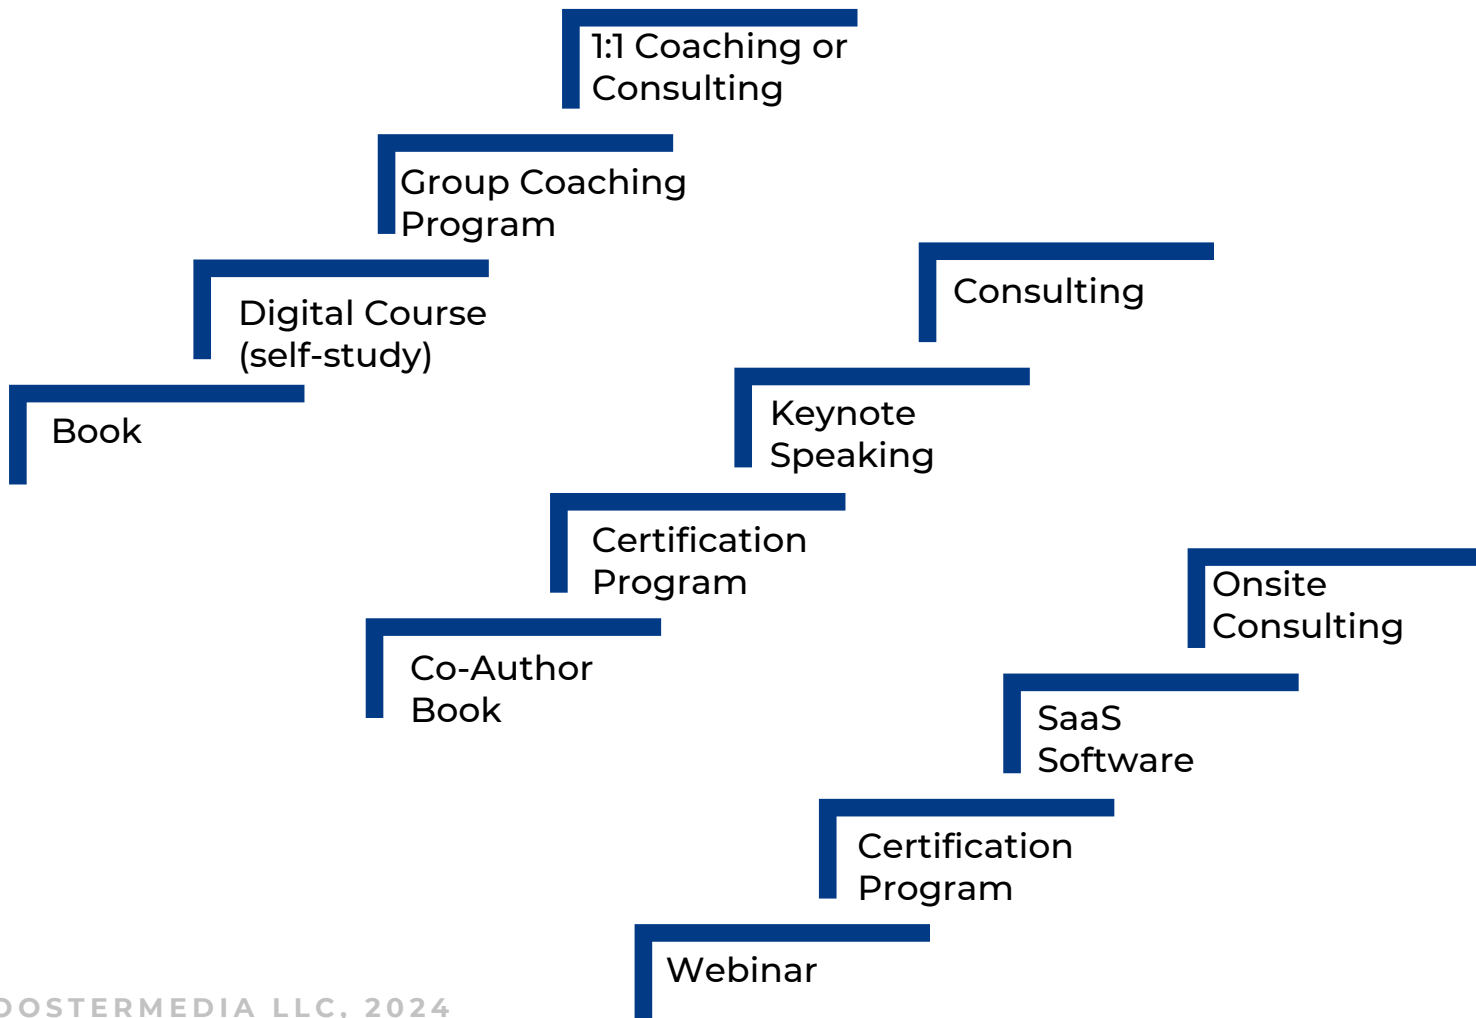 1:1 Coaching or
Consulting
Group Coaching
Program
Digital Course
(self-study)
Book
Consulting
Keynote
Speaking
Certification
Program
Co-Author
Book
Onsite
Consulting
SaaS
Software
Certification
Program
Webinar
OOSTERMEDIA LLC, 2024